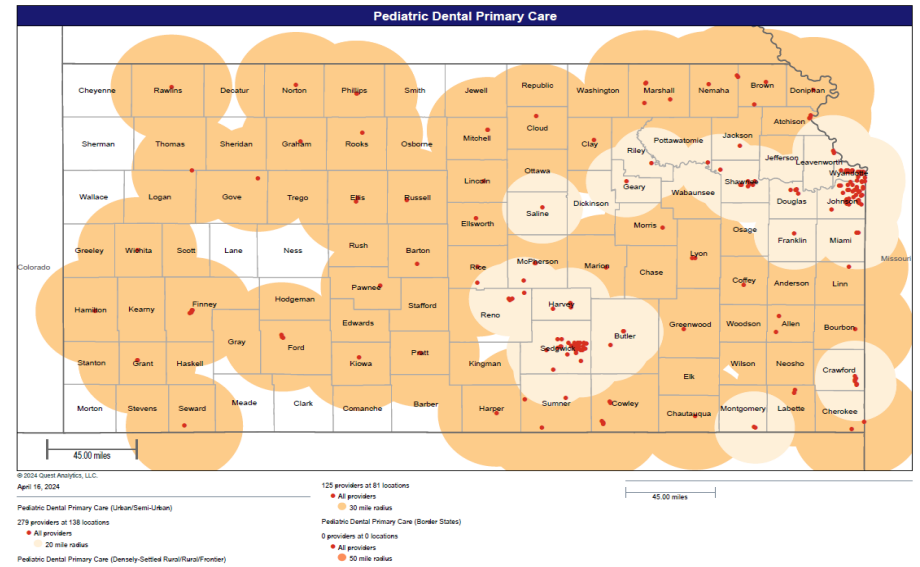 Pediatric Dental Primary Care
Cheyenne Rawlins Decatur Norton Phillips Smith Jewell Republic Washington Marshall Nemaha Brown Doniphan
Atchison
Sherman Thomas Sheridan Graham Rooks Osborne Mitchell Cloud Clay Riley Pottawatomie Jackson
Jefferson Leavenworth
Wyandotte
Wallace Logan Gove Trego Ellis Russell Lincoln Ottawa Dickinson Geary Wabaunsee Shawnee Douglas Johnson
Saline
Ellsworth Morris Osage Franklin Miami
Greeley Wichita Scott Lane Ness Rush Barton
Colorado Missouri
Rice McPherson Marion Chase Lyon Coffey Anderson Linn
Hamilton Kearny Finney Hodgeman Pawnee Stafford Reno Harvey
Gray Ford Edwards Butler Greenwood Woodson Allen Bourbon
Sedgwick
Stanton Grant Haskell Kiowa Pratt Kingman Elk Wilson Neosho Crawford
Morton Stevens Seward Meade Clark Comanche Barber Harper Sumner Cowley Chautauqua Montgomery Labette Cherokee
45.00 miles
© 2024 Quest Analytics, LLC.
April 16, 2024
Pediatric Dental Primary Care (Urban/Semi-Urban)
279 providers at 138 locations
All providers
20 mile radius
Pediatric Dental Primary Care (Densely-Settled Rural/Rural/Frontier)
125 providers at 81 locations
All providers
30 mile radius
Pediatric Dental Primary Care (Border States)
0 providers at 0 locations
All providers
50 mile radius
45.00 miles